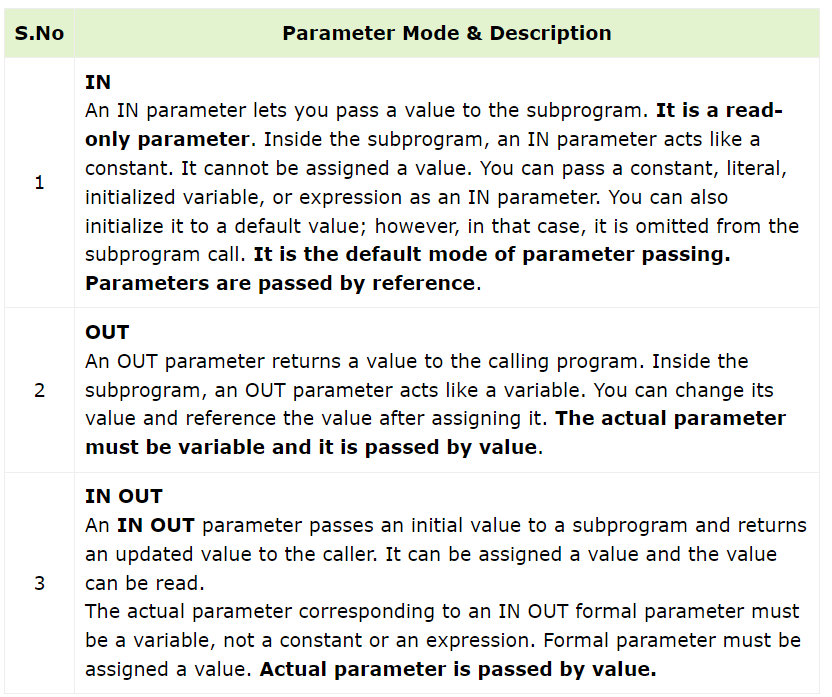 S.No Parameter Mode & Description
IN
An IN parameter lets you pass a value to the subprogram. It is a read-
only parameter. Inside the subprogram, an IN parameter acts like a
constant. It cannot be assigned a value. You can pass a constant, literal,
1
initialized variable, or expression as an IN parameter. You can also
initialize it to a default value; however, in that case, it is omitted from the
subprogram call. It is the default mode of parameter passing.
Parameters are passed by reference.
OUT
An OUT parameter returns a value to the calling program. Inside the
2 subprogram, an OUT parameter acts like a variable. You can change its
value and reference the value after assigning it. The actual parameter
must be variable and it is passed by value.
IN OUT
An IN OUT parameter passes an initial value to a subprogram and returns
an updated value to the caller. It can be assigned a value and the value
3 can be read.
The actual parameter corresponding to an IN OUT formal parameter must
be a variable, not a constant or an expression. Formal parameter must be
assigned a value. Actual parameter is passed by value.